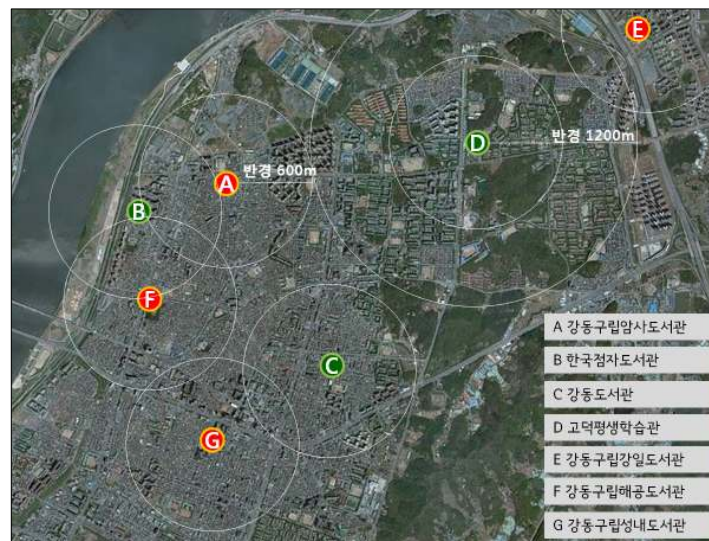 E
D
반경 1200m
A
반경 600m
B
F
C
G
A 강동구립암사도서관
B 한국점자도서관
C 강동도서관
D 고덕평생학습관
E 강동구립강일도서관
F 강동구립해공도서관
G 강동구립성내도서관